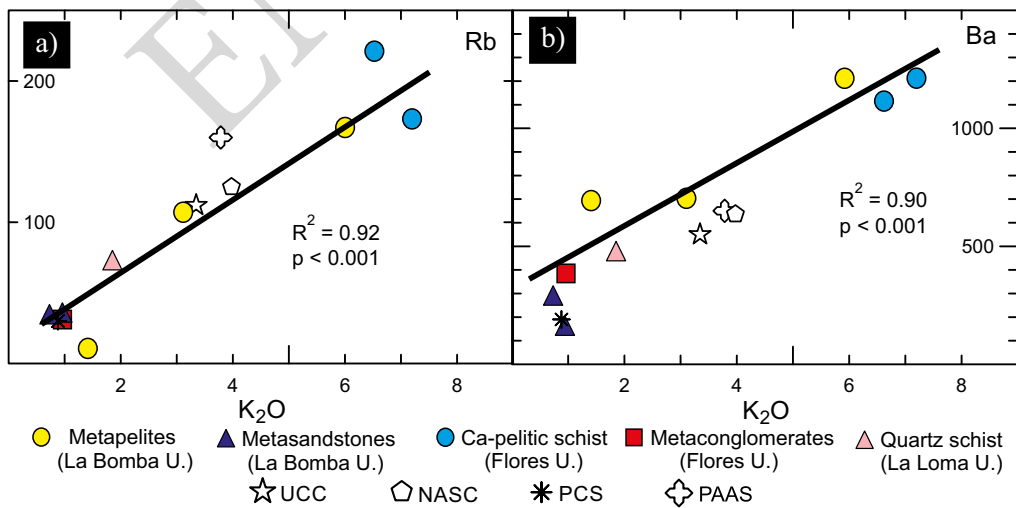 a)
Rb
200
100
R² = 0.92
p < 0.001
2
4
6
8
K₂O
b)
Ba
1000
500
R² = 0.90
p < 0.001
2
4
6
8
K₂O
Metapelites
(La Bomba U.)
Metasandstones
(La Bomba U.)
Ca-pelitic schist
(Flores U.)
Metaconglomerates
(Flores U.)
Quartz schist
(La Loma U.)
UCC
NASC
PCS
PAAS